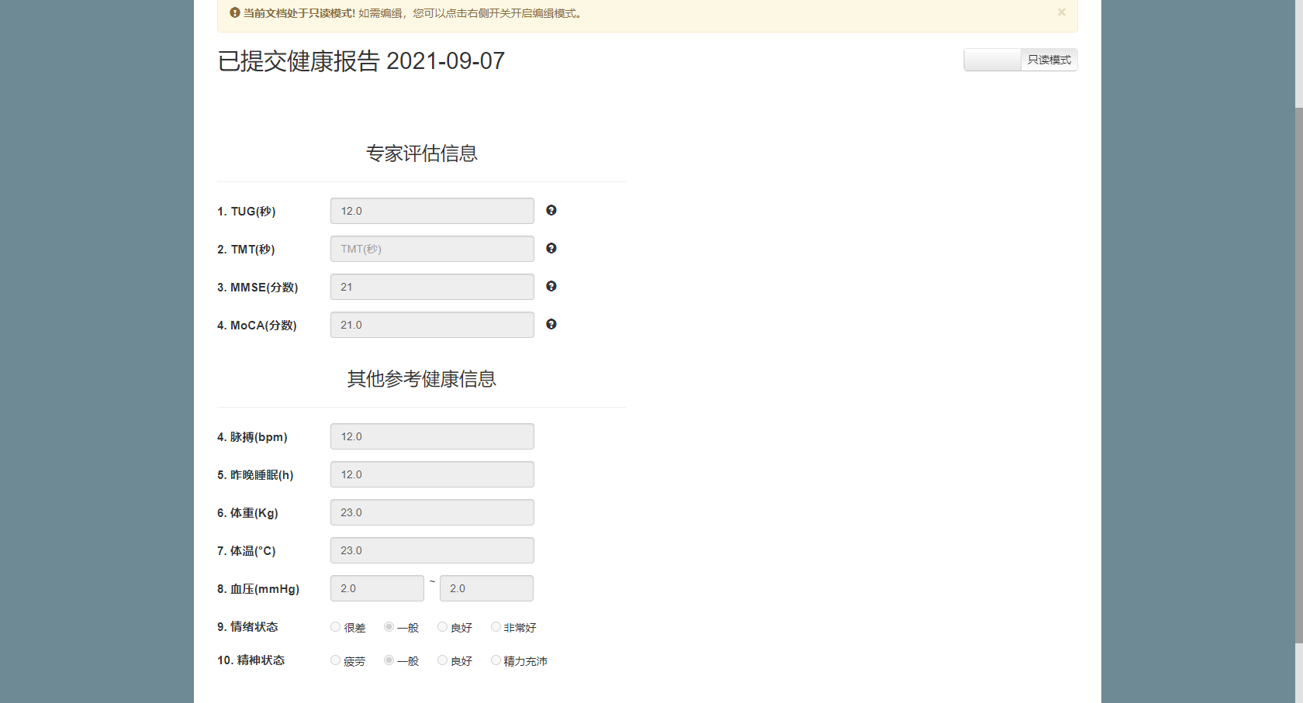 当前文档处于只读模式! 如需编缉，您可以点击右侧开关开启编缉模式。 ×
已提交健康报告 2021-09-07 只读模式
专家评估信息
1. TUG(秒) 12.0
2. TMT(秒) TMT(秒)
3. MMSE(分数) 21
4. MoCA(分数) 21.0
其他参考健康信息
4. 脉搏(bpm) 12.0
5. 昨晚睡眠(h) 12.0
6. 体重(Kg) 23.0
7. 体温(°C) 23.0
8. 血压(mmHg) 2.0 ~ 2.0
9. 情绪状态 很差 一般 良好 非常好
10. 精神状态 疲劳 一般 良好 精力充沛